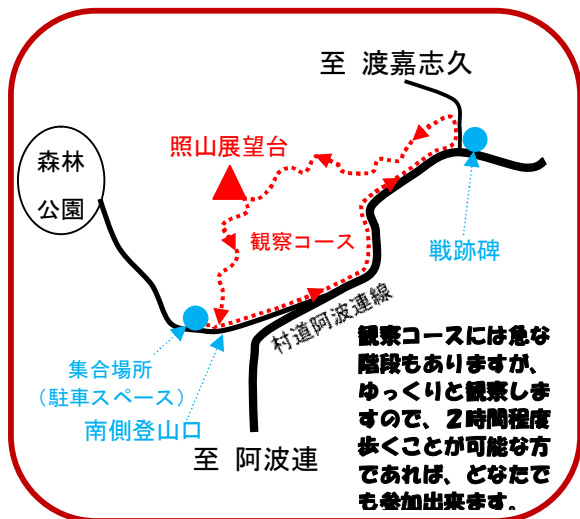 至 渡嘉志久
照山展望台
森林
公園
観察コース
戦跡碑
村道阿波連線
集合場所
（駐車スペース）
南側登山口
至 阿波連
観察コースには急な
階段もありますが、
ゆっくりと観察しま
すので、２時間程度
歩くことが可能な方
であれば、どなたで
も参加出来ます。